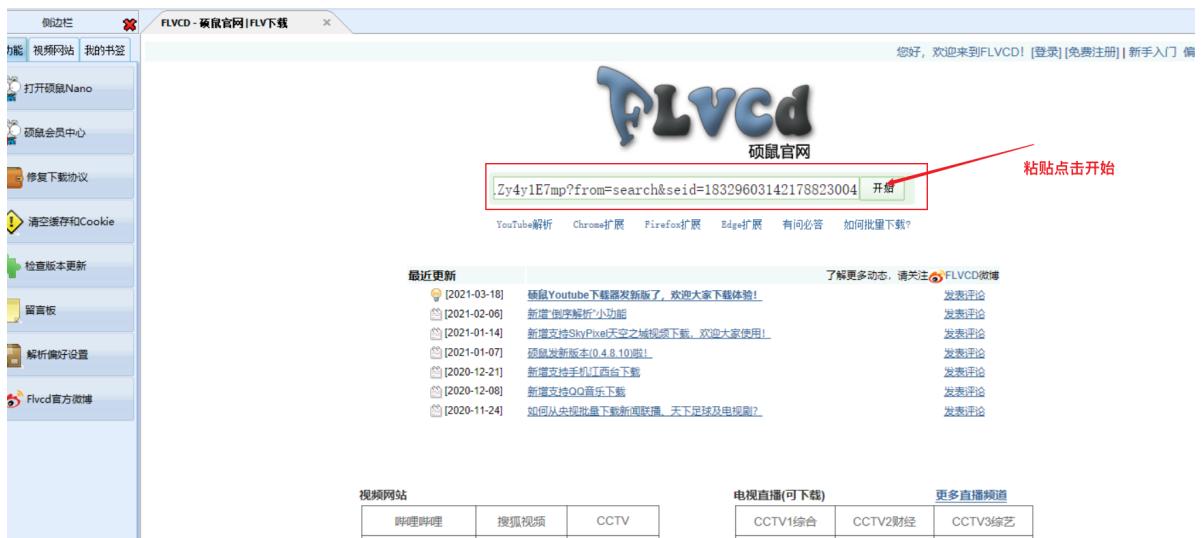 侧边栏
FLVCD - 硕鼠官网|FLV下载
功能 视频网站 我的书签
您好，欢迎来到FLVCD! [登录] [免费注册] | 新手入门 偏
打开硕鼠Nano
硕鼠会员中心
修复下载协议
清空缓存和Cookie
检查版本更新
留言板
解析偏好设置
Flvcd官方微博
FLVCd
硕鼠官网
.Zy4y1E7mp?from=search&seid=18329603142178823004 开始
粘贴点击开始
YouTube解析 Chrome扩展 Firefox扩展 Edge扩展 有问必答 如何批量下载?
最近更新 了解更多动态，请关注 FLVCD微博
[2021-03-18] 硕鼠Youtube下载器发新版了，欢迎大家下载体验! 发表评论
[2021-02-06] 新增“倒序解析”小功能 发表评论
[2021-01-14] 新增支持SkyPixel天空之城视频下载，欢迎大家使用! 发表评论
[2021-01-07] 硕鼠发新版本(0.4.8.10)啦! 发表评论
[2020-12-21] 新增支持手机江西台下载 发表评论
[2020-12-08] 新增支持QQ音乐下载 发表评论
[2020-11-24] 如何从央视批量下载新闻联播、天下足球及电视剧? 发表评论
视频网站 电视直播(可下载) 更多直播频道
哔哩哔哩 搜狐视频 CCTV CCTV1综合 CCTV2财经 CCTV3综艺